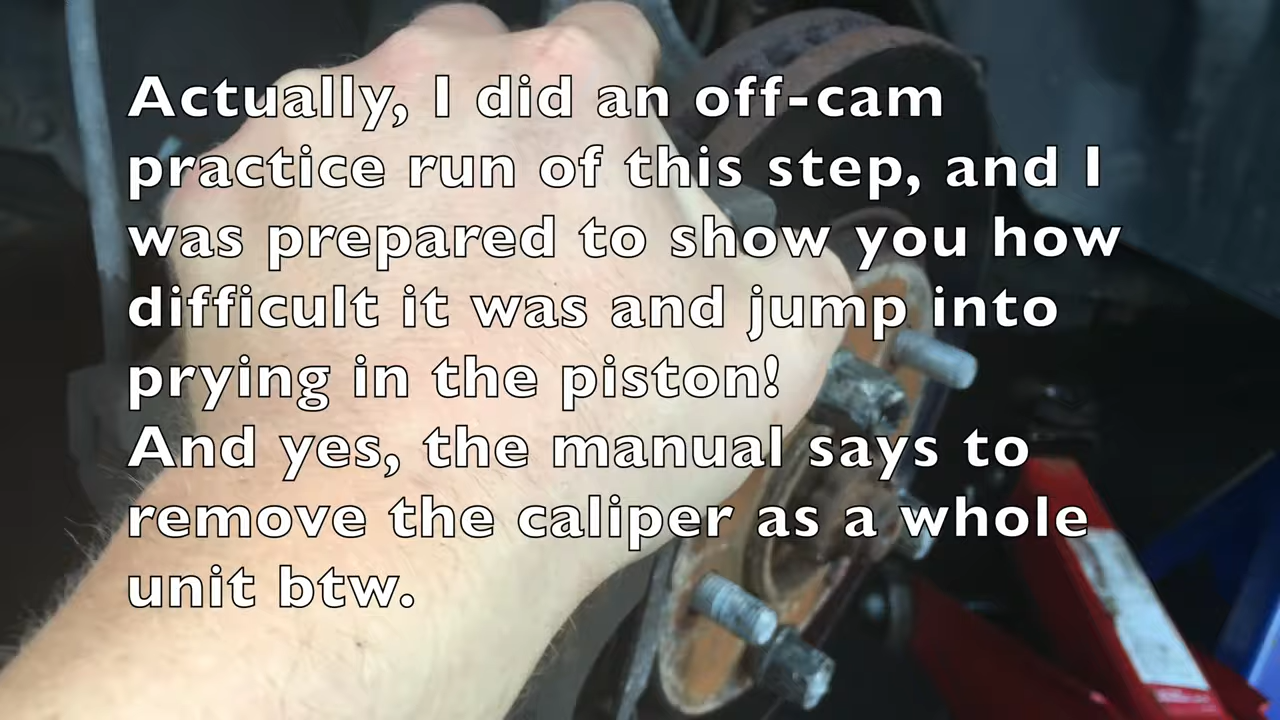 Actually, I did an off-cam
practice run of this step, and I
was prepared to show you how
difficult it was and jump into
prying in the piston!
And yes, the manual says to
remove the caliper as a whole
unit btw.